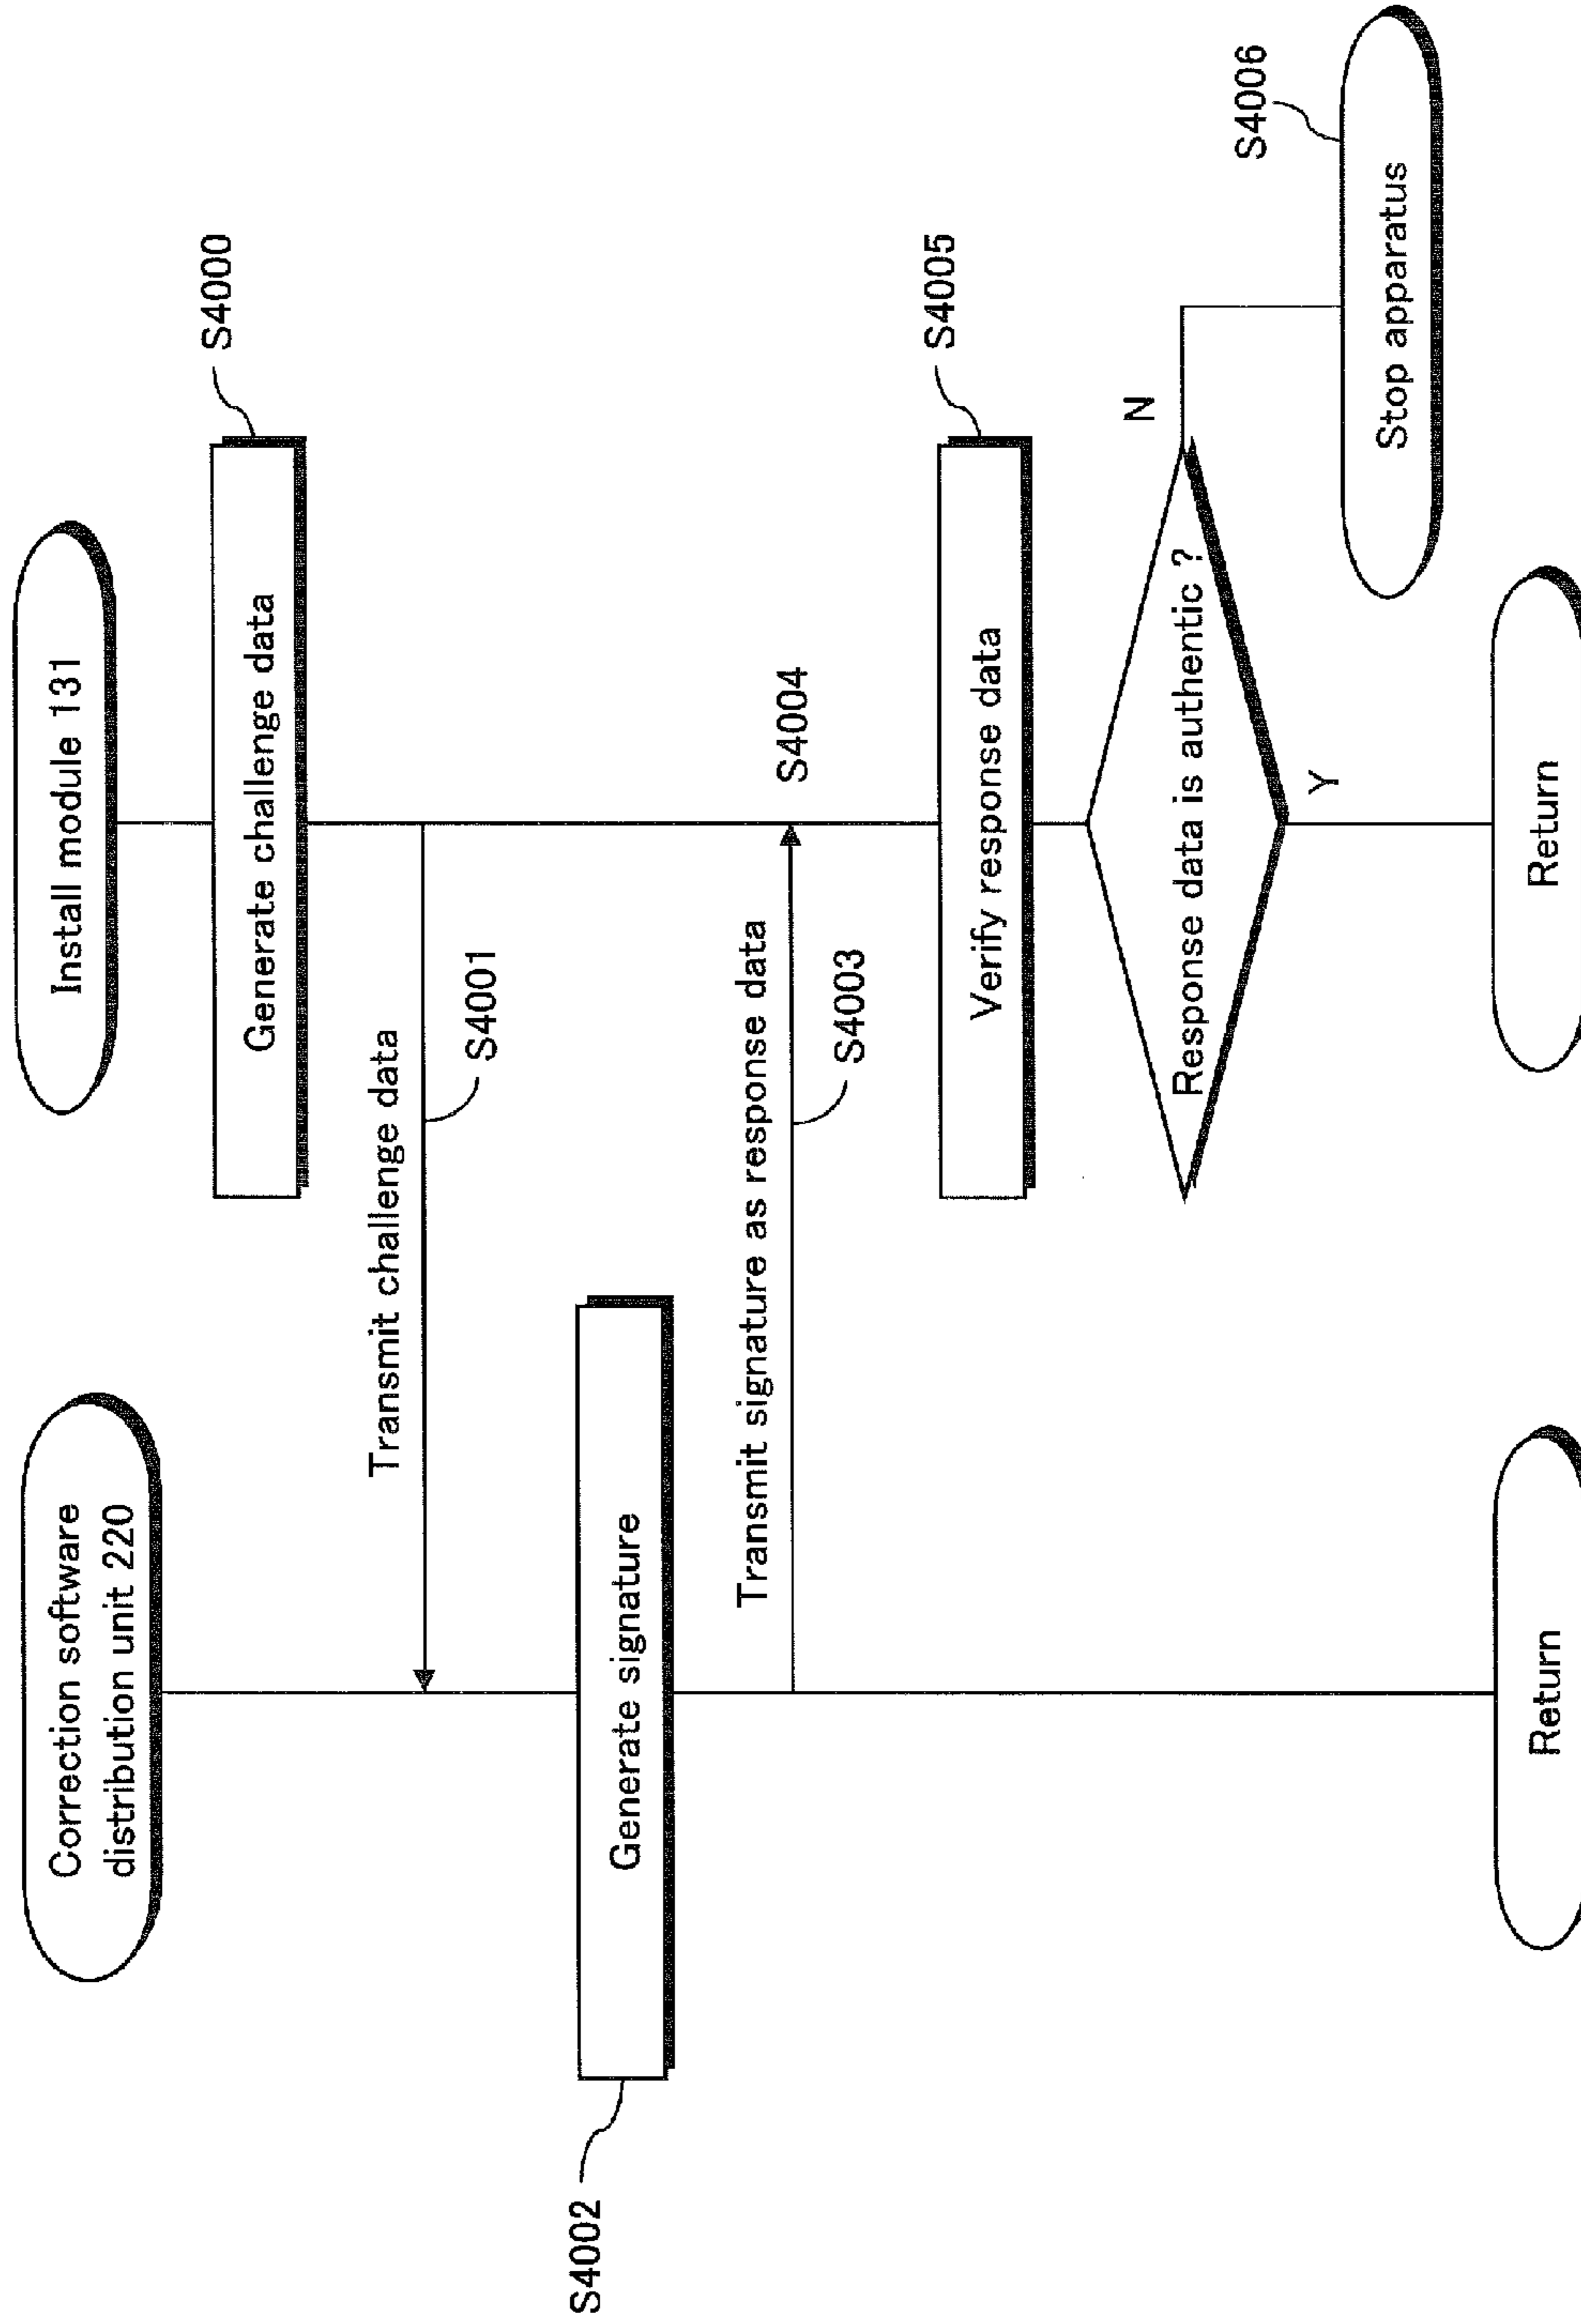 Correction software
distribution unit 220
Install module 131
S4000
Generate challenge data
Transmit challenge data
S4001
S4002
Generate signature
Transmit signature as response data
S4003
S4004
S4005
Verify response data
Response data is authentic ?
N
Y
S4006
Stop apparatus
Return
Return